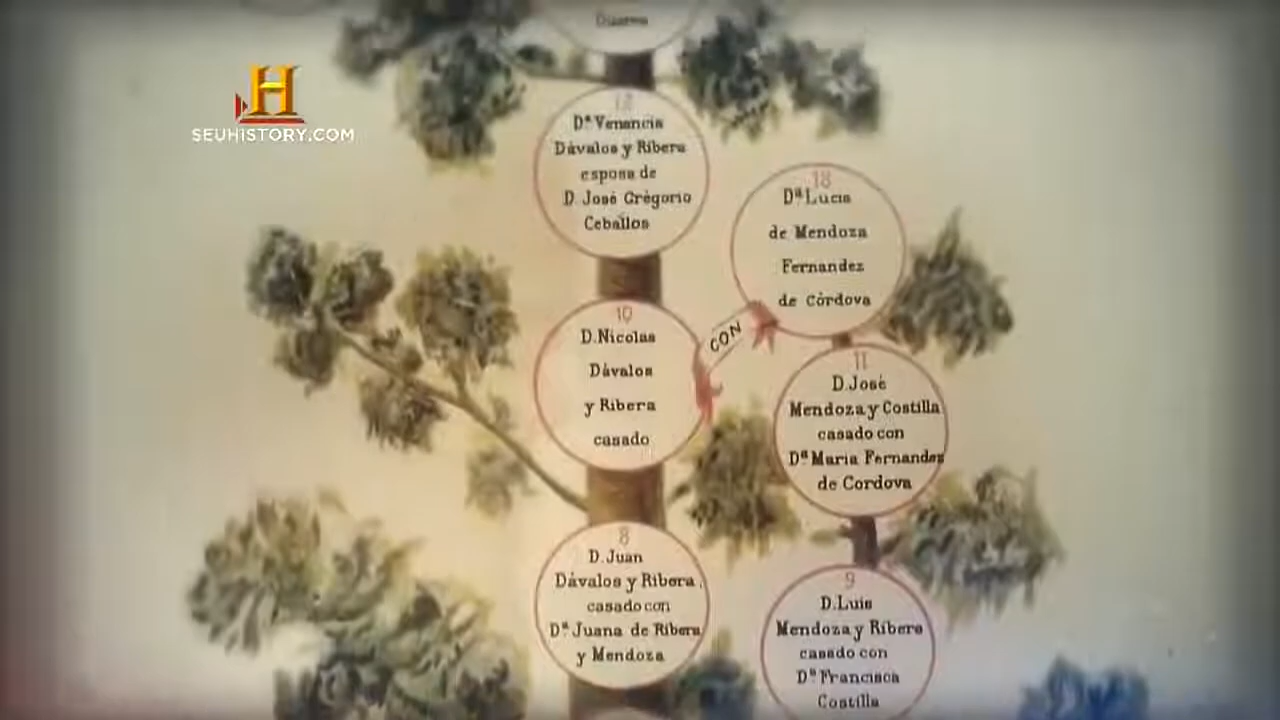 H
SEUHISTORY.COM
12
Dª Venancia
Dávalos y Ribera
esposa de
D. José Grégorio
Ceballos
18
Dª Lucia
de Mendoza
Fernandez
de Córdova
10
D. Nicolas
Dávalos
y Ribera
casado
CON
11
D. José
Mendoza y Costilla
casado con
Dª Maria Fernandez
de Cordova
8
D. Juan
Dávalos y Ribera
casado con
Dª Juana de Ribera
y Mendoza
9
D. Luis
Mendoza y Ribera
casado con
Dª Francisca
Costilla